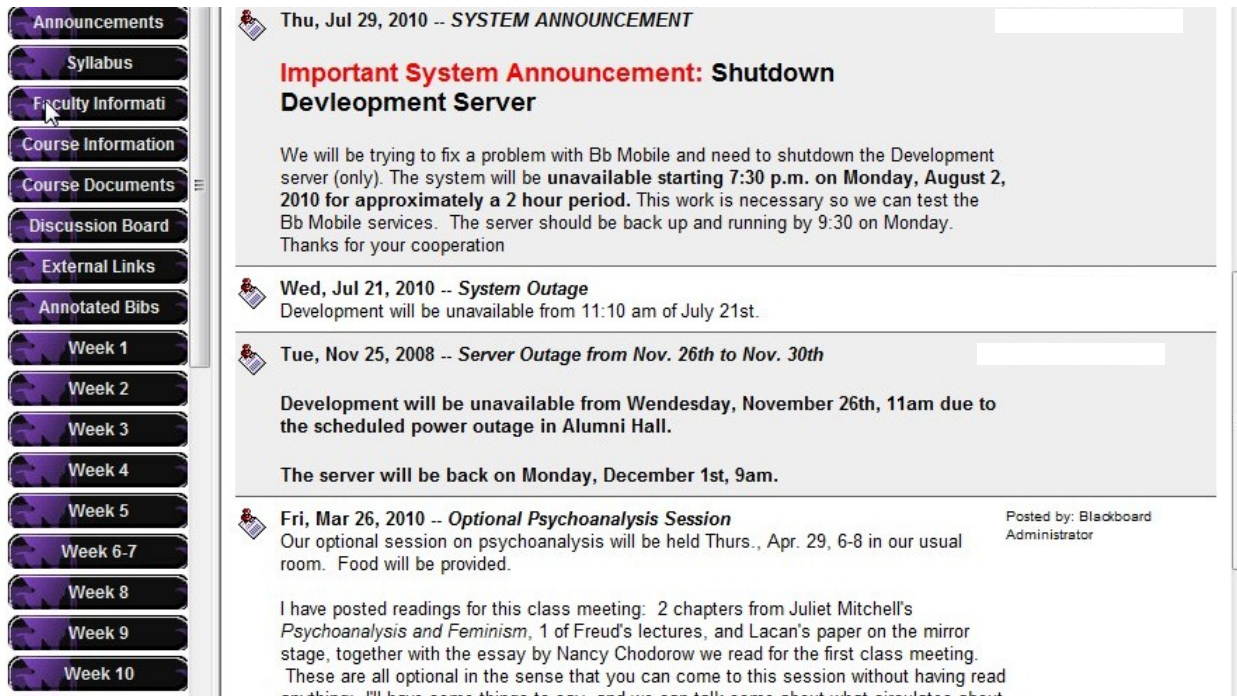 Announcements
Syllabus
Faculty Informati
Course Information
Course Documents
Discussion Board
External Links
Annotated Bibs
Week 1
Week 2
Week 3
Week 4
Week 5
Week 6-7
Week 8
Week 9
Week 10
Thu, Jul 29, 2010 -- SYSTEM ANNOUNCEMENT
Important System Announcement: Shutdown
Devleopment Server
We will be trying to fix a problem with Bb Mobile and need to shutdown the Development
server (only). The system will be unavailable starting 7:30 p.m. on Monday, August 2,
2010 for approximately a 2 hour period. This work is necessary so we can test the
Bb Mobile services.  The server should be back up and running by 9:30 on Monday.
Thanks for your cooperation
Wed, Jul 21, 2010 -- System Outage
Development will be unavailable from 11:10 am of July 21st.
Tue, Nov 25, 2008 -- Server Outage from Nov. 26th to Nov. 30th
Development will be unavailable from Wendesday, November 26th, 11am due to
the scheduled power outage in Alumni Hall.
The server will be back on Monday, December 1st, 9am.
Fri, Mar 26, 2010 -- Optional Psychoanalysis Session
Posted by: Blackboard
Administrator
Our optional session on psychoanalysis will be held Thurs., Apr. 29, 6-8 in our usual
room.  Food will be provided.
I have posted readings for this class meeting:  2 chapters from Juliet Mitchell's
Psychoanalysis and Feminism, 1 of Freud's lectures, and Lacan's paper on the mirror
stage, together with the essay by Nancy Chodorow we read for the first class meeting.
These are all optional in the sense that you can come to this session without having read